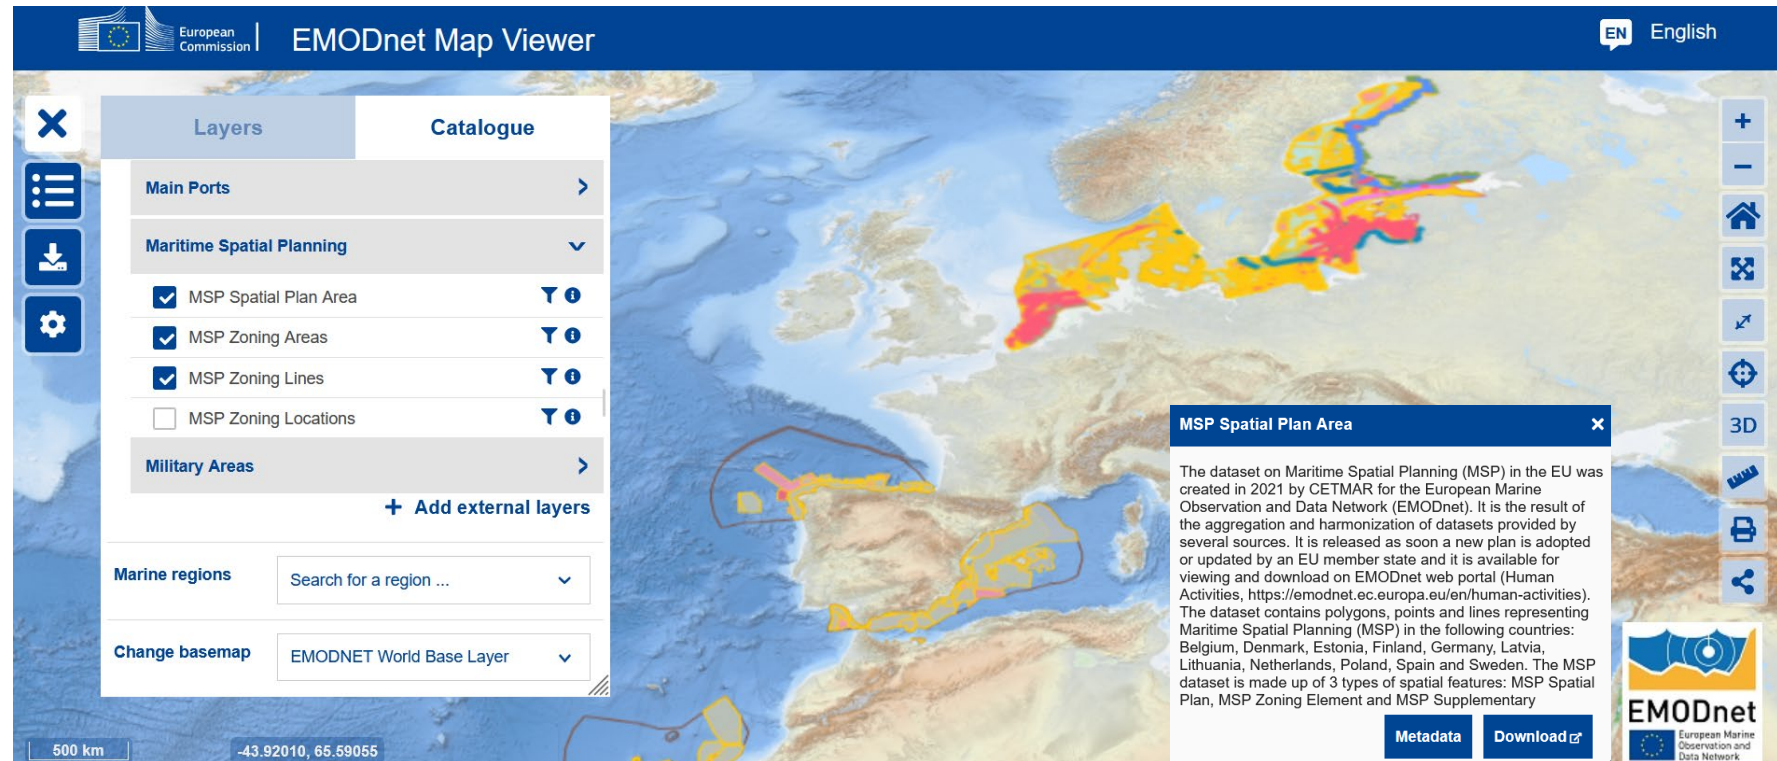 European
Commission
EMODnet Map Viewer
EN English
Layers
Catalogue
Main Ports
Maritime Spatial Planning
MSP Spatial Plan Area
MSP Zoning Areas
MSP Zoning Lines
MSP Zoning Locations
Military Areas
+ Add external layers
Marine regions
Search for a region ...
Change basemap
EMODNET World Base Layer
500 km
-43.92010, 65.59055
3D
MSP Spatial Plan Area
The dataset on Maritime Spatial Planning (MSP) in the EU was
created in 2021 by CETMAR for the European Marine
Observation and Data Network (EMODnet). It is the result of
the aggregation and harmonization of datasets provided by
several sources. It is released as soon a new plan is adopted
or updated by an EU member state and it is available for
viewing and download on EMODnet web portal (Human
Activities, https://emodnet.ec.europa.eu/en/human-activities).
The dataset contains polygons, points and lines representing
Maritime Spatial Planning (MSP) in the following countries:
Belgium, Denmark, Estonia, Finland, Germany, Latvia,
Lithuania, Netherlands, Poland, Spain and Sweden. The MSP
dataset is made up of 3 types of spatial features: MSP Spatial
Plan, MSP Zoning Element and MSP Supplementary
Metadata
Download
EMODnet
European Marine
Observation and
Data Network